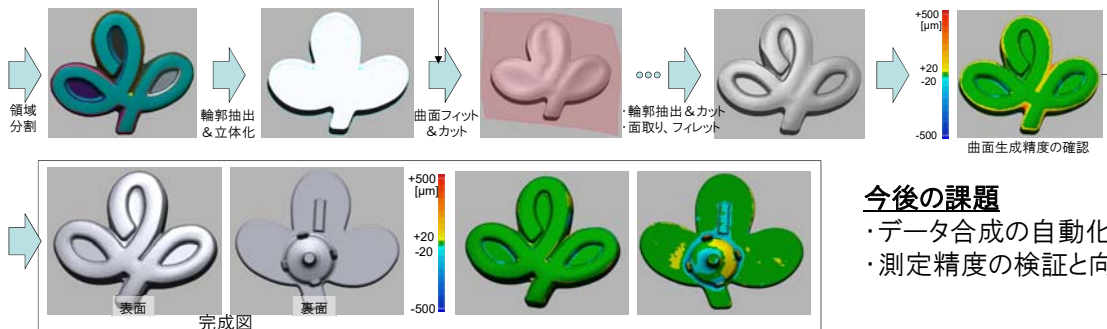 領域
分割
輪郭抽出
&立体化
曲面フィット
&カット
・輪郭抽出&カット
・面取り、フィレット
+500
[μm]
+20
-20
-500
曲面生成精度の確認
表面
裏面
完成図
+500
[μm]
+20
-20
-500
今後の課題
・データ合成の自動化
・測定精度の検証と向